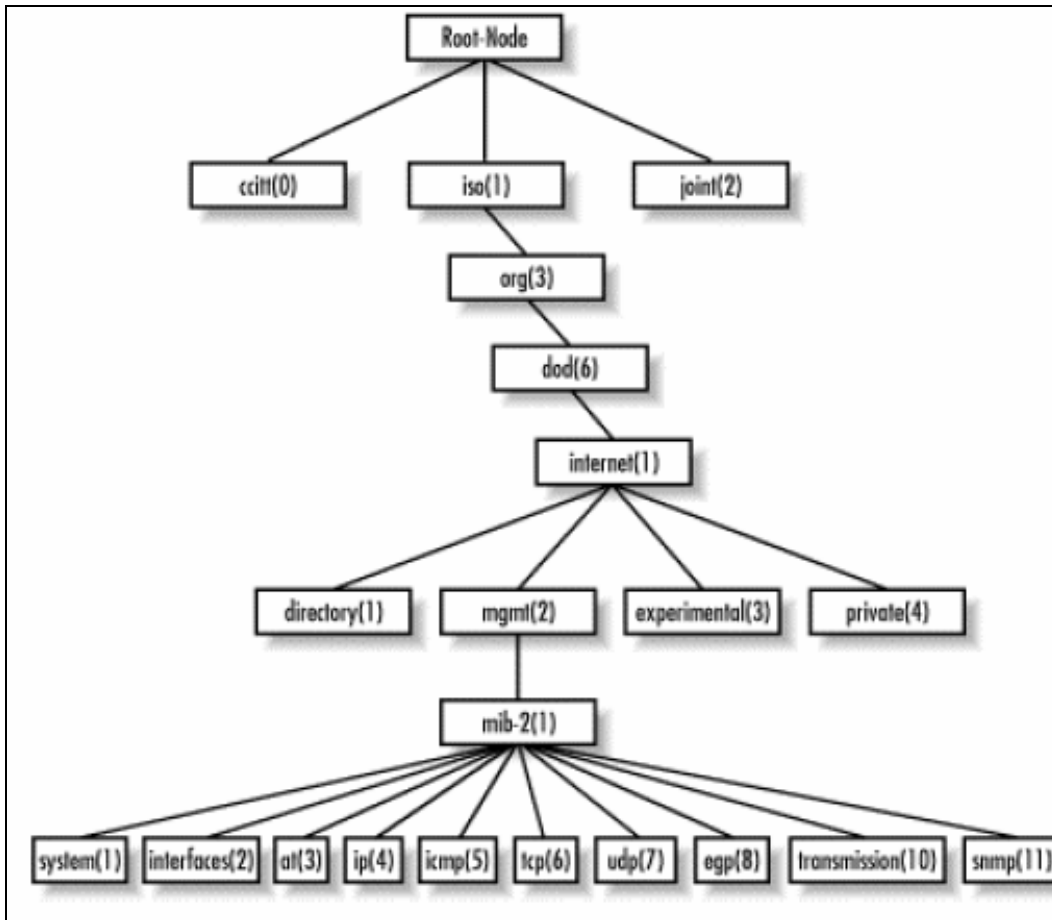 Root-Node
ccitt(0) iso(1) joint(2)
org(3)
dod(6)
internet(1)
directory(1) mgmt(2) experimental(3) private(4)
mib-2(1)
system(1) interfaces(2) at(3) ip(4) icmp(5) tcp(6) udp(7) egp(8) transmission(10) snmp(11)